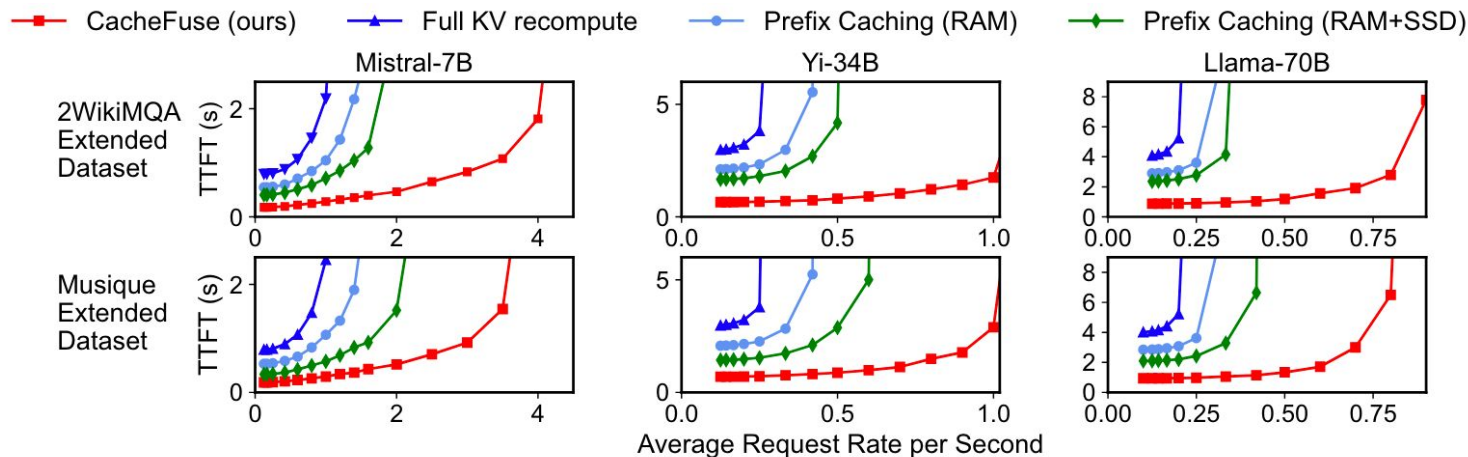 CacheFuse (ours) Full KV recompute Prefix Caching (RAM) Prefix Caching (RAM+SSD)
Mistral-7B Yi-34B Llama-70B
2WikiMQA
Extended
Dataset
TTFT (s)
2
0
0 2 4
5
0
0.0 0.5 1.0
8
6
4
2
0
0.00 0.25 0.50 0.75
Musique
Extended
Dataset
TTFT (s)
2
0
0 2 4
5
0
0.0 0.5 1.0
8
6
4
2
0
0.00 0.25 0.50 0.75
Average Request Rate per Second